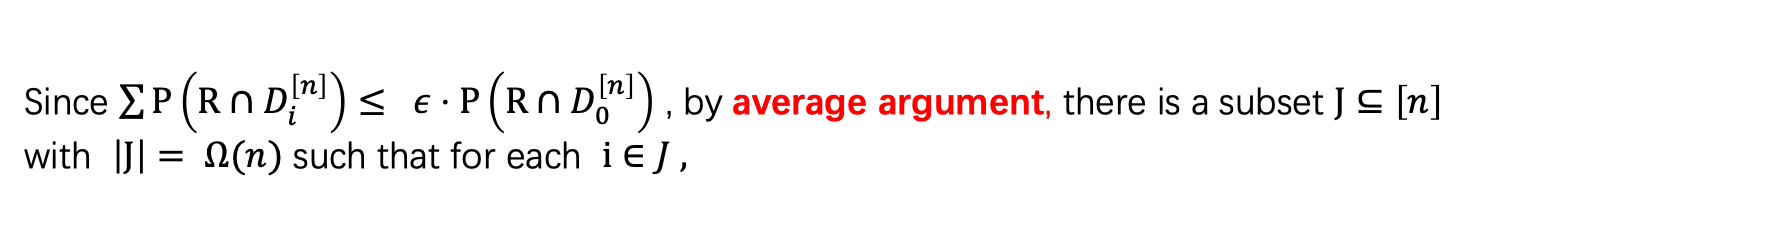 Since ∑ P(R ∩ D_i^{[n]}) ≤ ϵ · P(R ∩ D_0^{[n]}) , by average argument, there is a subset J ⊆ [n]
with |J| = Ω(n) such that for each i ∈ J ,